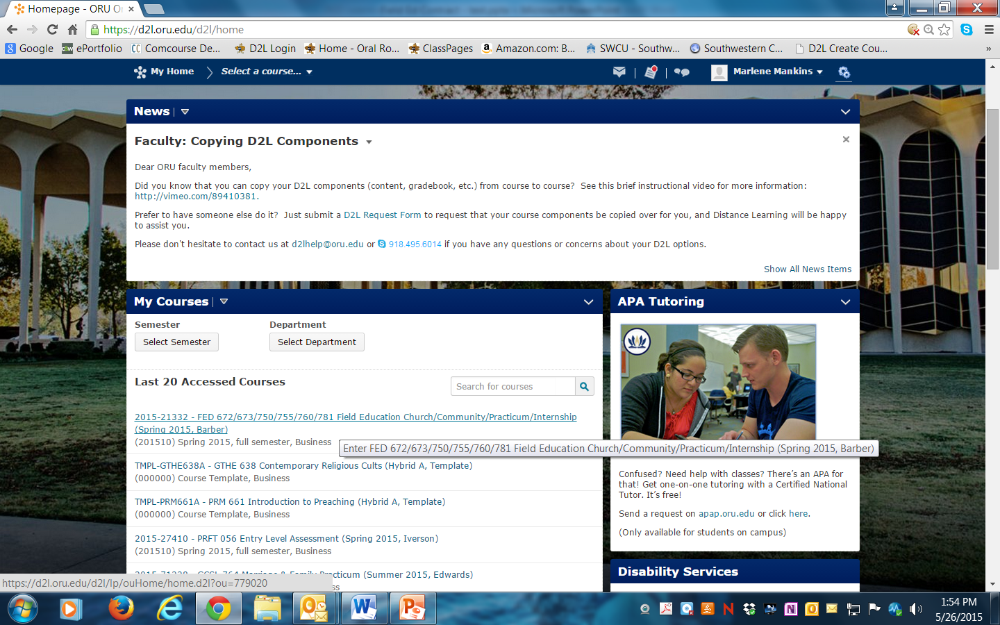 Homepage - ORU O
https://d2l.oru.edu/d2l/home
Google ePortfolio Comcourse De... D2L Login Home - Oral Ro... ClassPages Amazon.com: B... SWCU - Southw... Southwestern C... D2L Create Cou... »
My Home Select a course... Marlene Mankins
News
Faculty: Copying D2L Components
Dear ORU faculty members,
Did you know that you can copy your D2L components (content, gradebook, etc.) from course to course?  See this brief instructional video for more information:
http://vimeo.com/89410381.
Prefer to have someone else do it?  Just submit a D2L Request Form to request that your course components be copied over for you, and Distance Learning will be happy
to assist you.
Please don't hesitate to contact us at d2lhelp@oru.edu or 918.495.6014 if you have any questions or concerns about your D2L options.
Show All News Items
My Courses
Semester Department
Select Semester Select Department
Last 20 Accessed Courses
Search for courses
2015-21332 - FED 672/673/750/755/760/781 Field Education Church/Community/Practicum/Internship
(Spring 2015, Barber)
(201510) Spring 2015, full semester, Business
Enter FED 672/673/750/755/760/781 Field Education Church/Community/Practicum/Internship (Spring 2015, Barber)
TMPL-GTHE638A - GTHE 638 Contemporary Religious Cults (Hybrid A, Template)
(000000) Course Template, Business
TMPL-PRM661A - PRM 661 Introduction to Preaching (Hybrid A, Template)
(000000) Course Template, Business
2015-27410 - PRFT 056 Entry Level Assessment (Spring 2015, Iverson)
(201510) Spring 2015, full semester, Business
Practicum (Summer 2015, Edwards)
APA Tutoring
Confused? Need help with classes? There's an APA for
that! Get one-on-one tutoring with a Certified National
Tutor. It's free!
Send a request on apap.oru.edu or click here.
(Only available for students on campus)
Disability Services
https://d2l.oru.edu/d2l/lp/ouHome/home.d2l?ou=779020
1:54 PM
5/26/2015